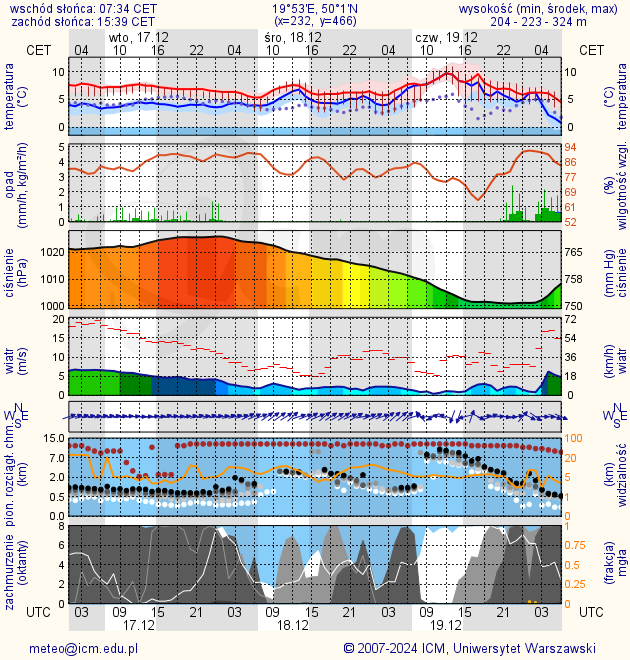 wschód słońca: 07:34 CET
19°53'E, 50°1'N
wysokość (min, środek, max)
zachód słońca: 15:39 CET
(x=232, y=466)
204 - 223 - 324 m
wto, 17.12
śro, 18.12
czw, 19.12
CET
04 10 16 22 04 10 16 22 04 10 16 22 04
CET
temperatura
(°C)
10
5
0
10
5
0
(°C)
temperatura
opad
(mm/h, kg/m²/h)
5
4
3
2
1
0
94
86
77
69
61
52
(%)
wilgotność wzgl.
ciśnienie
(hPa)
1020
1010
1000
765
758
750
(mm Hg)
ciśnienie
wiatr
(m/s)
20
15
10
5
0
72
54
36
18
0
(km/h)
wiatr
N
W E
S
N
W E
S
pion. rozciągł. chm.
(km)
15.0
7.0
2.0
0.5
0.0
100
20
5
1
0
(km)
widzialność
zachmurzenie
(oktanty)
8
6
4
2
0
1
0.75
0.5
0.25
0
(frakcja)
mgła
UTC
03 09 15 21 03 09 15 21 03 09 15 21 03
UTC
17.12
18.12
19.12
meteo@icm.edu.pl
© 2007-2024 ICM, Uniwersytet Warszawski